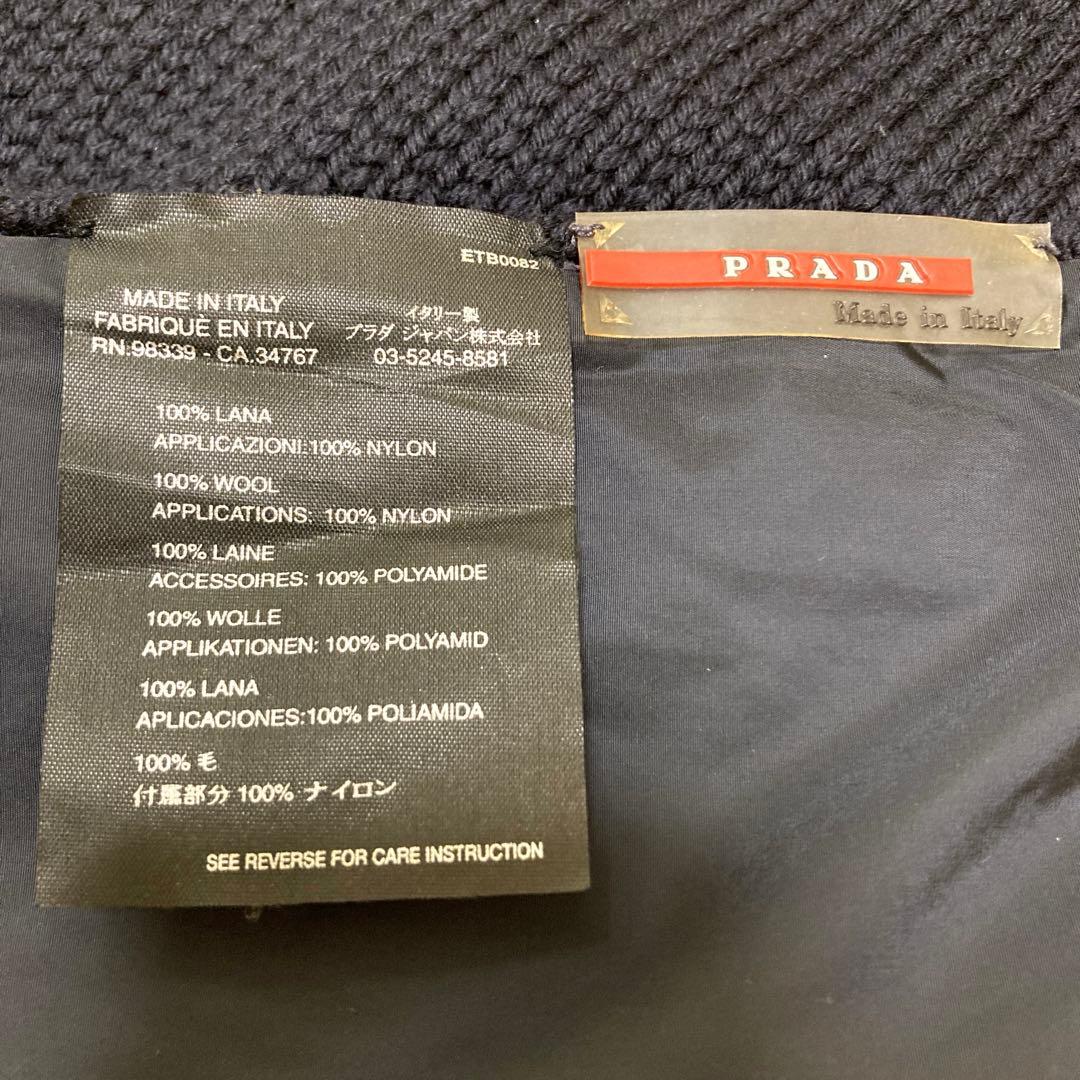 ETB0082
MADE IN ITALY
FABRIQUÈ EN ITALY
RN:98339 - CA.34767
イタリー製
プラダ ジャパン株式会社
03-5245-8581
100% LANA
APPLICAZIONI:100% NYLON
100% WOOL
APPLICATIONS: 100% NYLON
100% LAINE
ACCESSOIRES: 100% POLYAMIDE
100% WOLLE
APPLIKATIONEN: 100% POLYAMID
100% LANA
APLICACIONES:100% POLIAMIDA
100% 毛
付属部分 100% ナイロン
SEE REVERSE FOR CARE INSTRUCTION
PRADA
Made in Italy